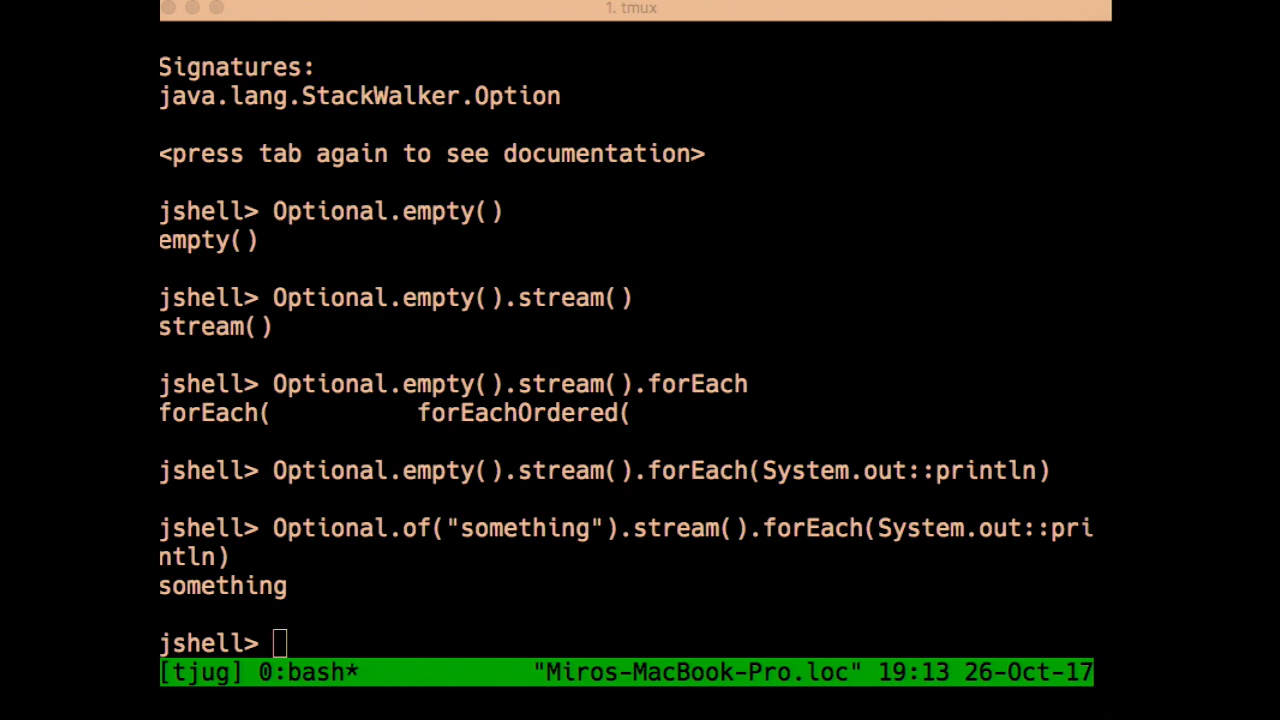 1. tmux
Signatures:
java.lang.StackWalker.Option
<press tab again to see documentation>
jshell> Optional.empty()
empty()
jshell> Optional.empty().stream()
stream()
jshell> Optional.empty().stream().forEach
forEach(          forEachOrdered(
jshell> Optional.empty().stream().forEach(System.out::println)
jshell> Optional.of("something").stream().forEach(System.out::pri
ntln)
something
jshell>
[tjug] 0:bash*            "Miros-MacBook-Pro.loc" 19:13 26-Oct-17